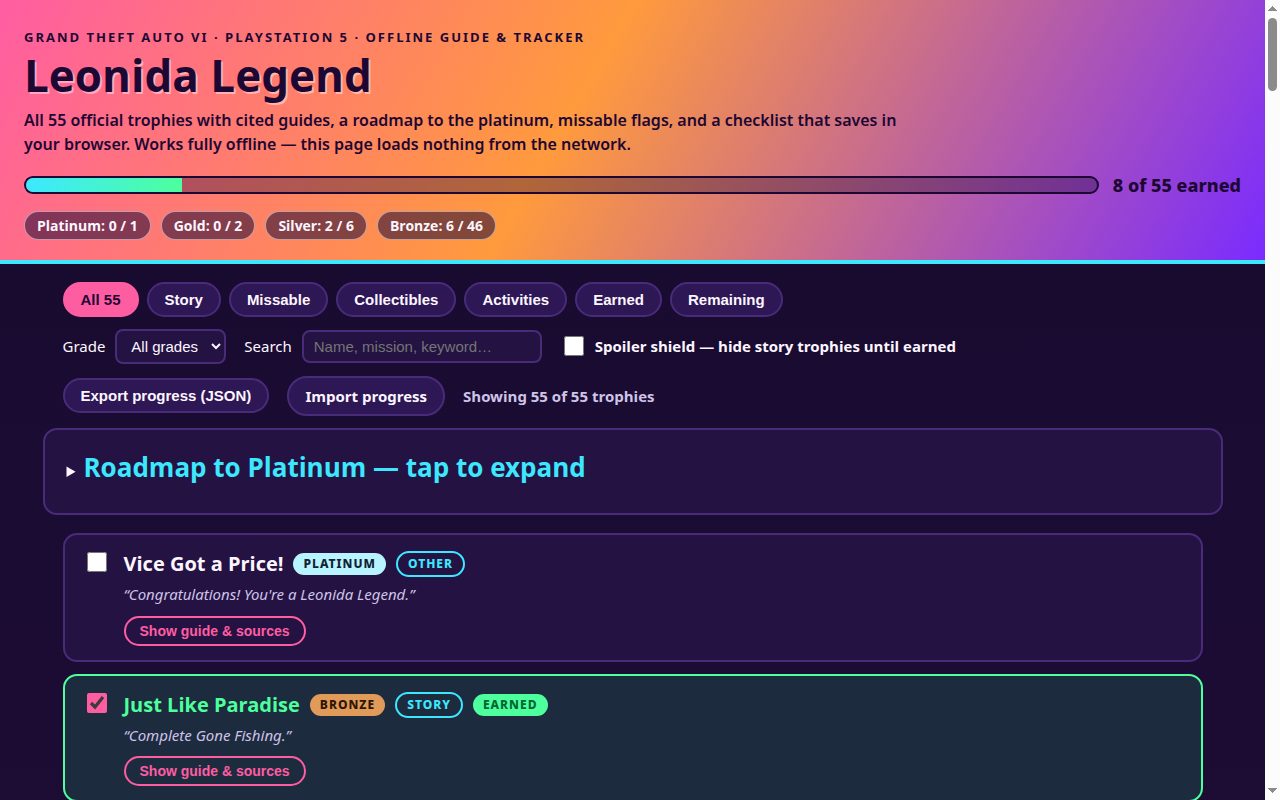 GRAND THEFT AUTO VI · PLAYSTATION 5 · OFFLINE GUIDE & TRACKER
Leonida Legend
All 55 official trophies with cited guides, a roadmap to the platinum, missable flags, and a checklist that saves in
your browser. Works fully offline — this page loads nothing from the network.
8 of 55 earned
Platinum: 0 / 1 Gold: 0 / 2 Silver: 2 / 6 Bronze: 6 / 46
All 55 Story Missable Collectibles Activities Earned Remaining
Grade All grades Search Name, mission, keyword… Spoiler shield — hide story trophies until earned
Export progress (JSON) Import progress Showing 55 of 55 trophies
Roadmap to Platinum — tap to expand
Vice Got a Price! PLATINUM OTHER
“Congratulations! You're a Leonida Legend.”
Show guide & sources
Just Like Paradise BRONZE STORY EARNED
“Complete Gone Fishing.”
Show guide & sources